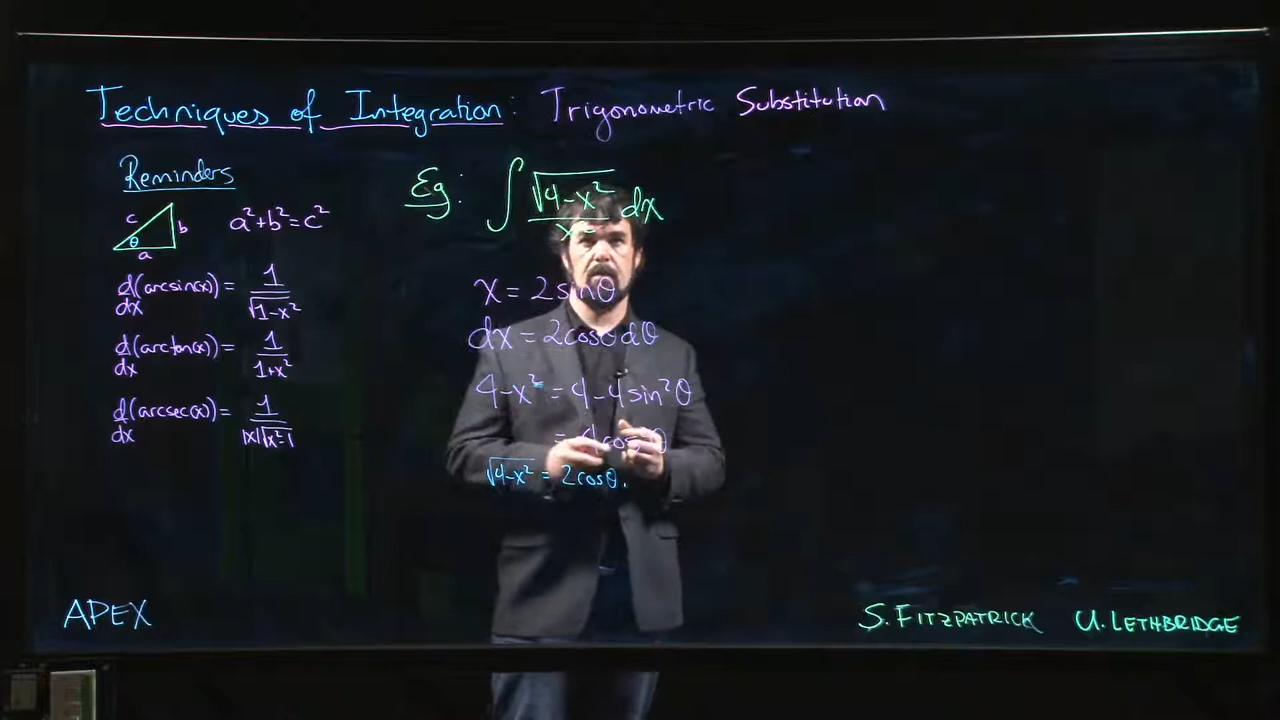 Techniques of Integration: Trigonometric Substitution
Reminders
c b θ a
a²+b²=c²
d/dx (arcsin(x)) = 1/√(1-x²)
d/dx (arctan(x)) = 1/(1+x²)
d/dx (arcsec(x)) = 1/(|x|√(x²-1))
Eg: ∫ √(4-x²)/x² dx
x = 2sinθ
dx = 2cosθdθ
4-x² = 4-4sin²θ
= 4cos²θ
√(4-x²) = 2cosθ.
APEX
S. FITZPATRICK U. LETHBRIDGE